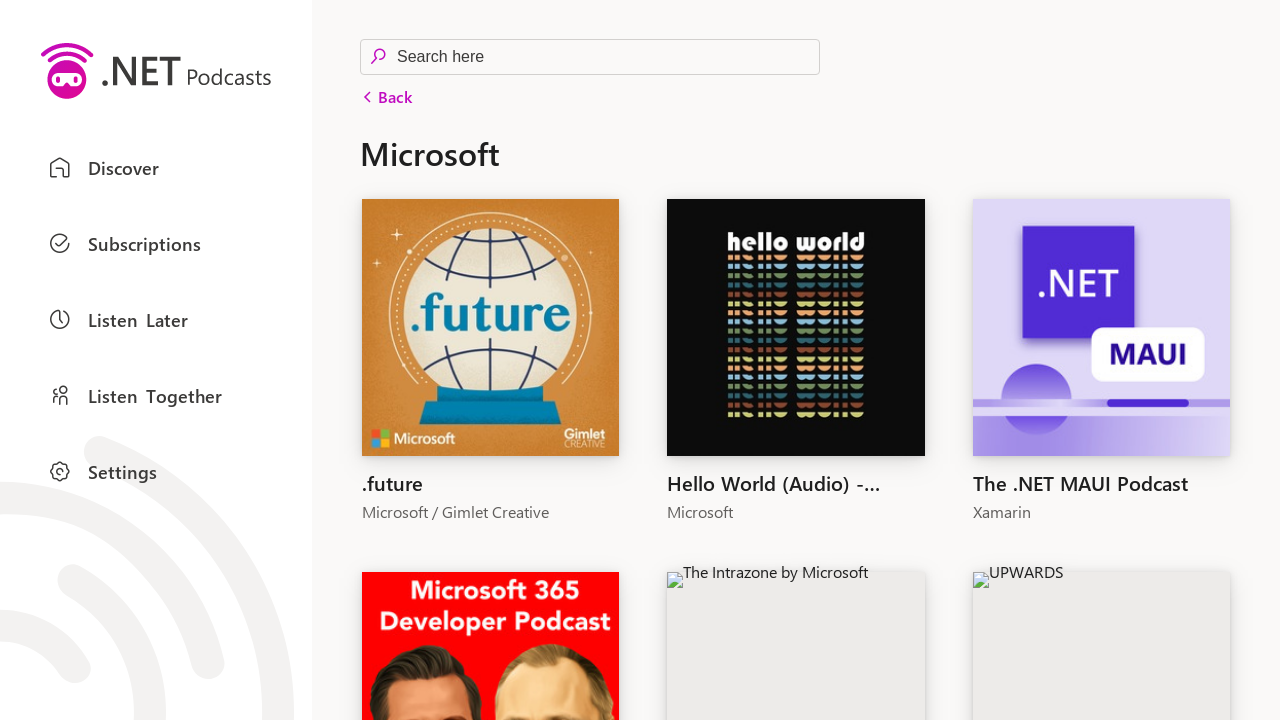 .NET Podcasts
Discover
Subscriptions
Listen Later
Listen Together
Settings
Search here
Back
Microsoft
.future
Microsoft
Gimlet
CREATIVE
hello world
.NET
MAUI
.future
Microsoft / Gimlet Creative
Hello World (Audio) -...
Microsoft
The .NET MAUI Podcast
Xamarin
Microsoft 365
Developer Podcast
The Intrazone by Microsoft
UPWARDS